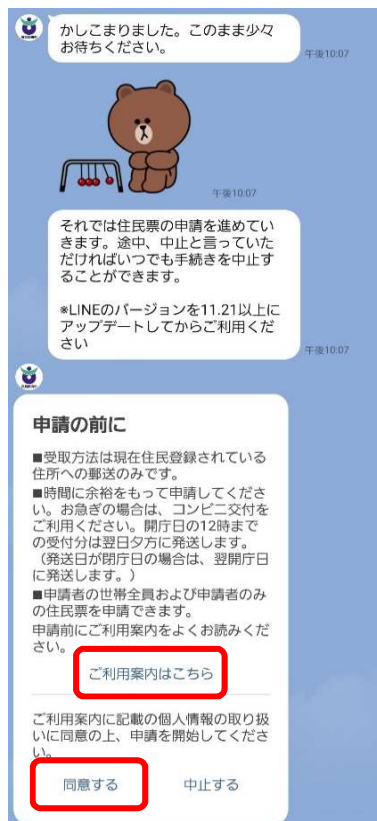 かしこまりました。このまま少々
お待ちください。
午後10:07
午後10:07
それでは住民票の申請を進めてい
きます。途中、中止と言っていた
だければいつでも手続きを中止す
ることができます。
※LINEのバージョンを11.21以上に
アップデートしてからご利用くだ
さい
午後10:07
申請の前に
■受取方法は現在住民登録されている
住所への郵送のみです。
■時間に余裕をもって申請してくださ
い。お急ぎの場合は、コンビニ交付を
ご利用ください。開庁日の12時まで
の受付分は翌日夕方に発送します。
（発送日が閉庁日の場合は、翌開庁日
に発送します。）
■申請者の世帯全員および申請者のみ
の住民票を申請できます。
申請前にご利用案内をよくお読みくだ
さい。
ご利用案内はこちら
ご利用案内に記載の個人情報の取り扱
いに同意の上、申請を開始してくださ
い。
同意する 中止する